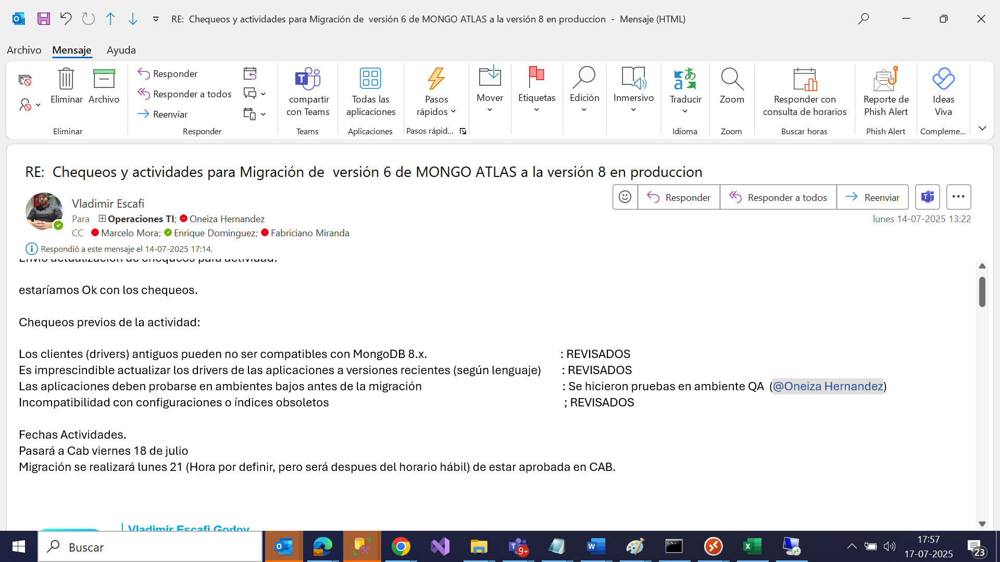 RE:  Chequeos y actividades para Migración de  versión 6 de MONGO ATLAS a la versión 8 en produccion  -  Mensaje (HTML)
Archivo
Mensaje
Ayuda
Eliminar
Archivo
Eliminar
Responder
Responder a todos
Reenviar
Responder
compartir
con Teams
Teams
Todas las
aplicaciones
Aplicaciones
Pasos
rápidos
Pasos rápid...
Mover
Etiquetas
Edición
Inmersivo
Traducir
Idioma
Zoom
Zoom
Responder con
consulta de horarios
Buscar horas
Reporte de
Phish Alert
Phish Alert
Ideas
Viva
Compleme...
RE:  Chequeos y actividades para Migración de  versión 6 de MONGO ATLAS a la versión 8 en produccion
Vladimir Escafi
Responder
Responder a todos
Reenviar
Para Operaciones TI; Oneiza Hernandez
lunes 14-07-2025 13:22
CC Marcelo Mora; Enrique Dominguez; Fabriciano Miranda
Respondió a este mensaje el 14-07-2025 17:14.
Envío actualización de chequeos para actividad.
estaríamos Ok con los chequeos.
Chequeos previos de la actividad:
Los clientes (drivers) antiguos pueden no ser compatibles con MongoDB 8.x. : REVISADOS
Es imprescindible actualizar los drivers de las aplicaciones a versiones recientes (según lenguaje) : REVISADOS
Las aplicaciones deben probarse en ambientes bajos antes de la migración : Se hicieron pruebas en ambiente QA  (@Oneiza Hernandez)
Incompatibilidad con configuraciones o índices obsoletos ; REVISADOS
Fechas Actividades.
Pasará a Cab viernes 18 de julio
Migración se realizará lunes 21 (Hora por definir, pero será despues del horario hábil) de estar aprobada en CAB.
Vladimir Escafi Godoy
Buscar
9+
17:57
17-07-2025
23